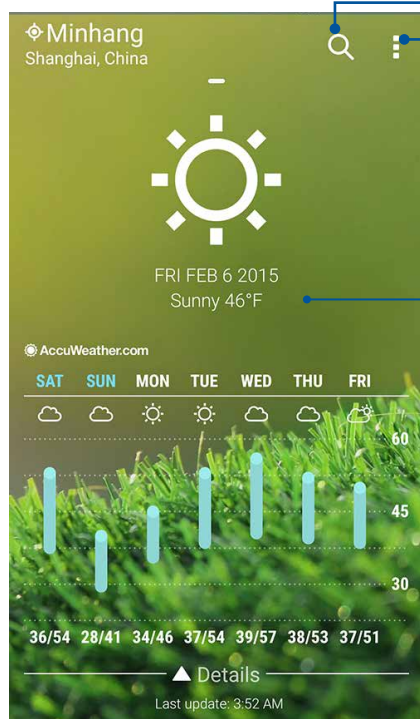 Minhang
Shanghai, China
FRI FEB 6 2015
Sunny 46°F
AccuWeather.com
SAT SUN MON TUE WED THU FRI
60
45
30
36/54 28/41 34/46 37/54 39/57 38/53 37/51
Details
Last update: 3:52 AM